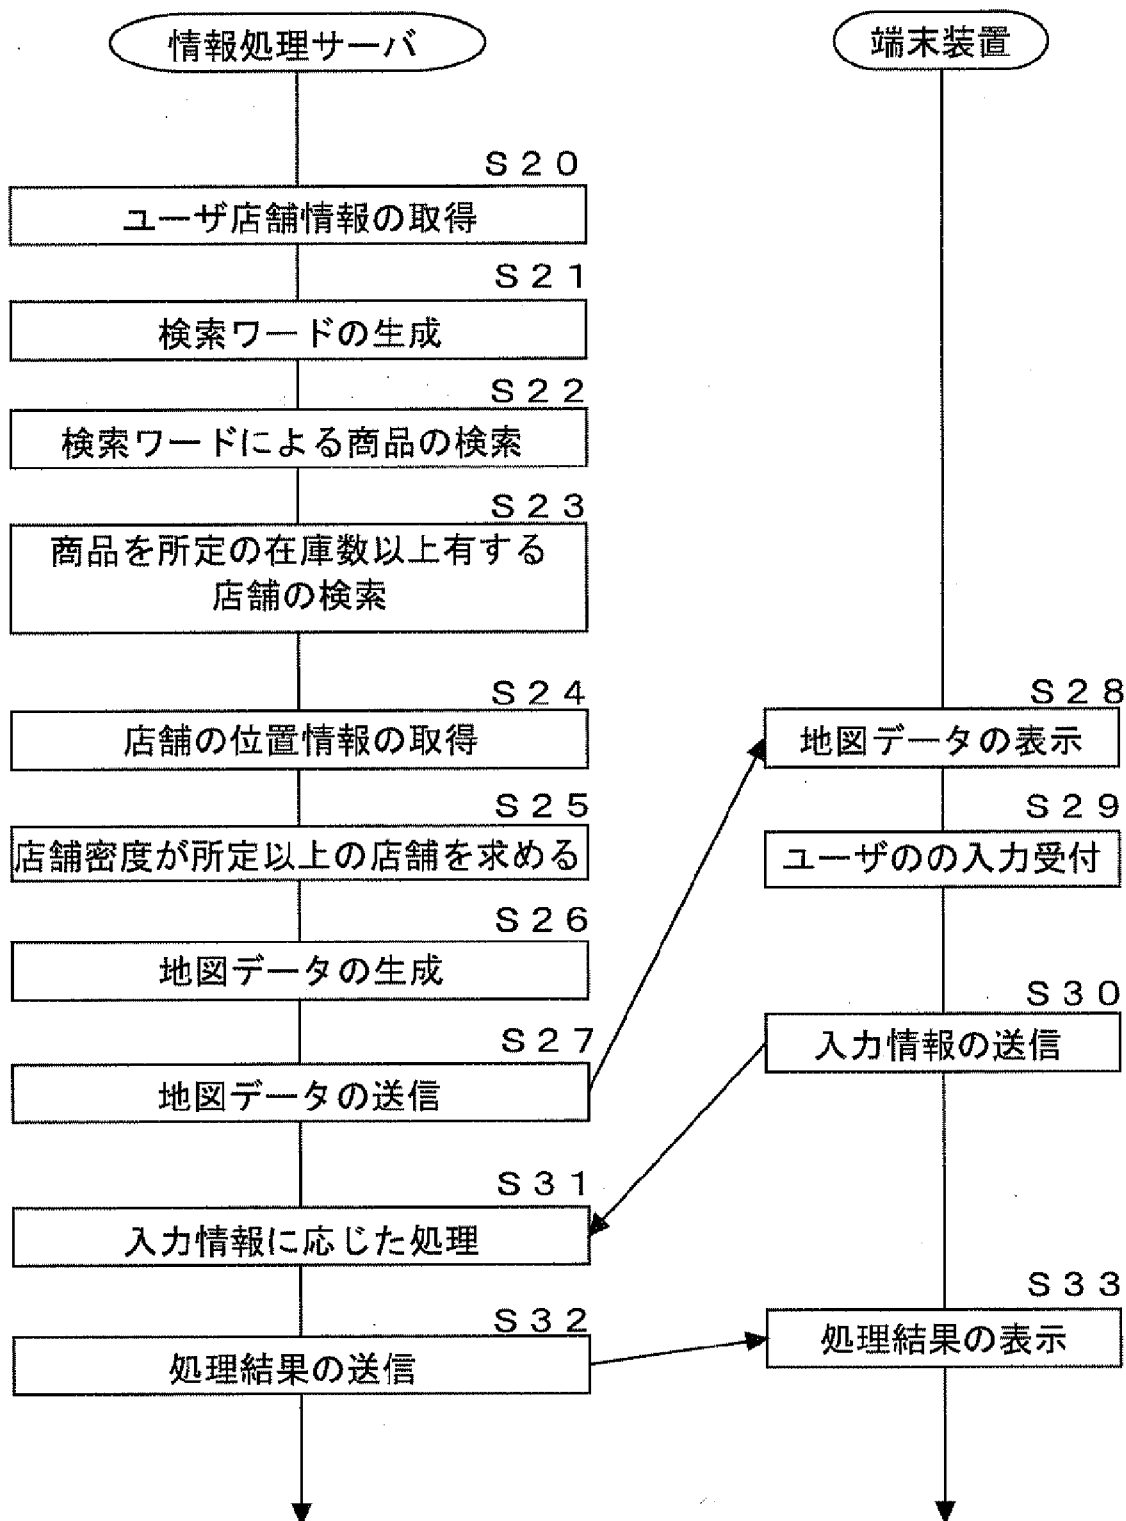 情報処理サーバ
端末装置
S20
ユーザ店舗情報の取得
S21
検索ワードの生成
S22
検索ワードによる商品の検索
S23
商品を所定の在庫数以上有する
店舗の検索
S24
店舗の位置情報の取得
S25
店舗密度が所定以上の店舗を求める
S26
地図データの生成
S27
地図データの送信
S28
地図データの表示
S29
ユーザのの入力受付
S30
入力情報の送信
S31
入力情報に応じた処理
S32
処理結果の送信
S33
処理結果の表示